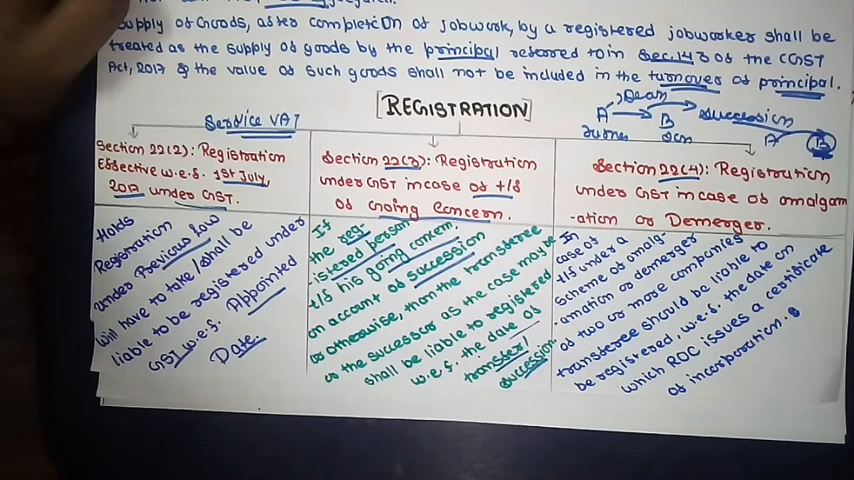 Supply of Goods, after completion of jobwork, by a registered jobworker shall be
treated as the supply of goods by the principal referred to in Sec. 143 of the CGST
Act, 2017 & the value of such goods shall not be included in the turnover of principal.
[REGISTRATION]
Service VAT
A Dean B succession
son A B
Section 22(2): Registration
Effective w.e.f. 1st July,
2017 under GST.
Holds
Registration
under Previous Law
will have to take/shall be
liable to be registered under
GST w.e.f. Appointed
Date.
Section 22(3): Registration
under GST in case of t/f
of Going Concern.
If
the reg-
istered person
t/f his going concern.
on account of succession
or otherwise, than the transferee
or the successor as the case may be
shall be liable to registered
w.e.f. the date of
transfer/
succession.
Section 22(4): Registration
under GST in case of amalgam
-ation or Demerger.
In
case of
t/f under a
Scheme of amalg-
amation or demerger
of two or more companies
transferee should be liable to
be registered, w.e.f. the date on
which ROC issues a certificate
of incorporation.